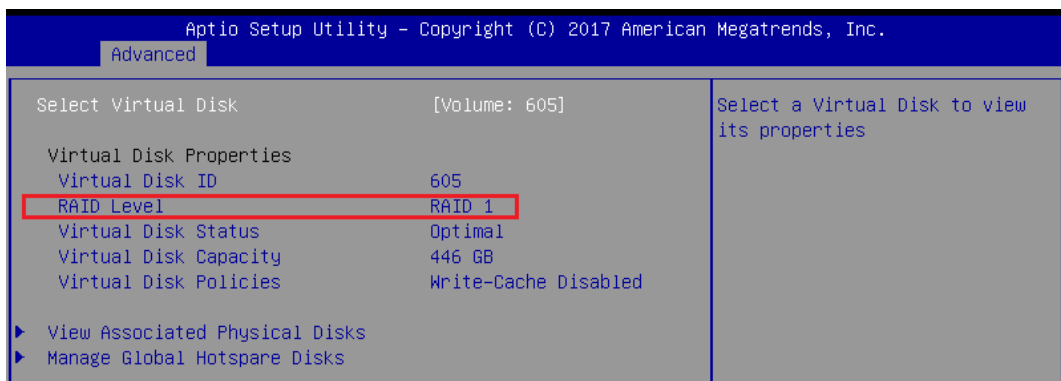 Aptio Setup Utility – Copyright (C) 2017 American Megatrends, Inc.
Advanced
Select Virtual Disk [Volume: 605]
Virtual Disk Properties
Virtual Disk ID 605
RAID Level RAID 1
Virtual Disk Status Optimal
Virtual Disk Capacity 446 GB
Virtual Disk Policies Write-Cache Disabled
View Associated Physical Disks
Manage Global Hotspare Disks
Select a Virtual Disk to view
its properties